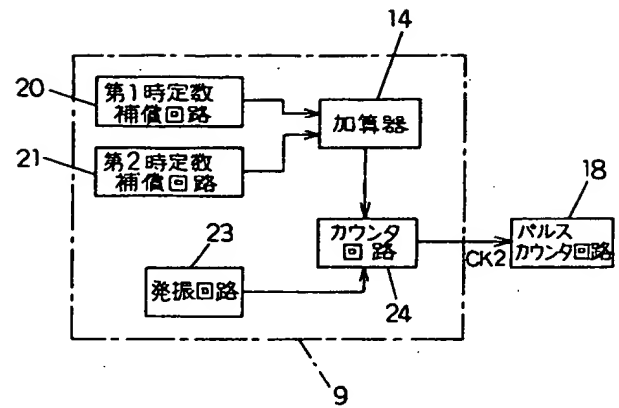 14
20
第1時定数
補償回路
加算器
21
第2時定数
補償回路
18
23
カウンタ
回路
パルス
カウンタ回路
CK2
発振回路
24
9